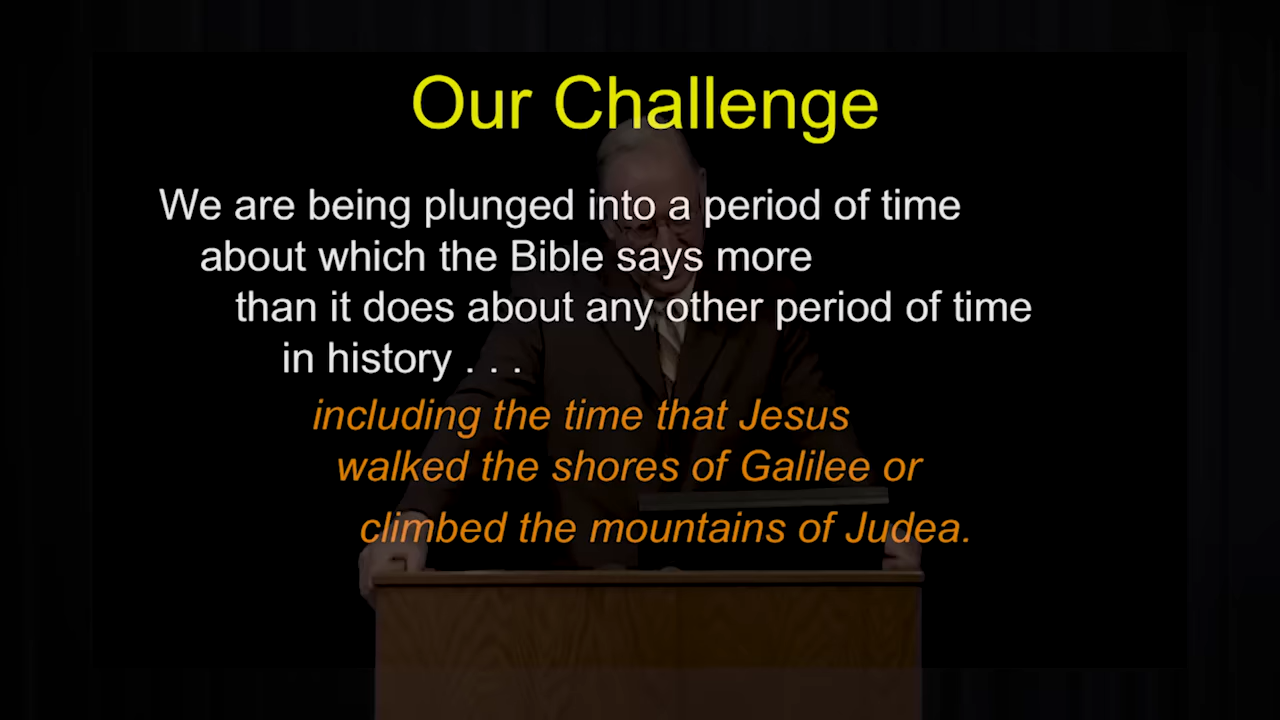 Our Challenge
We are being plunged into a period of time
about which the Bible says more
than it does about any other period of time
in history . . .
including the time that Jesus
walked the shores of Galilee or
climbed the mountains of Judea.